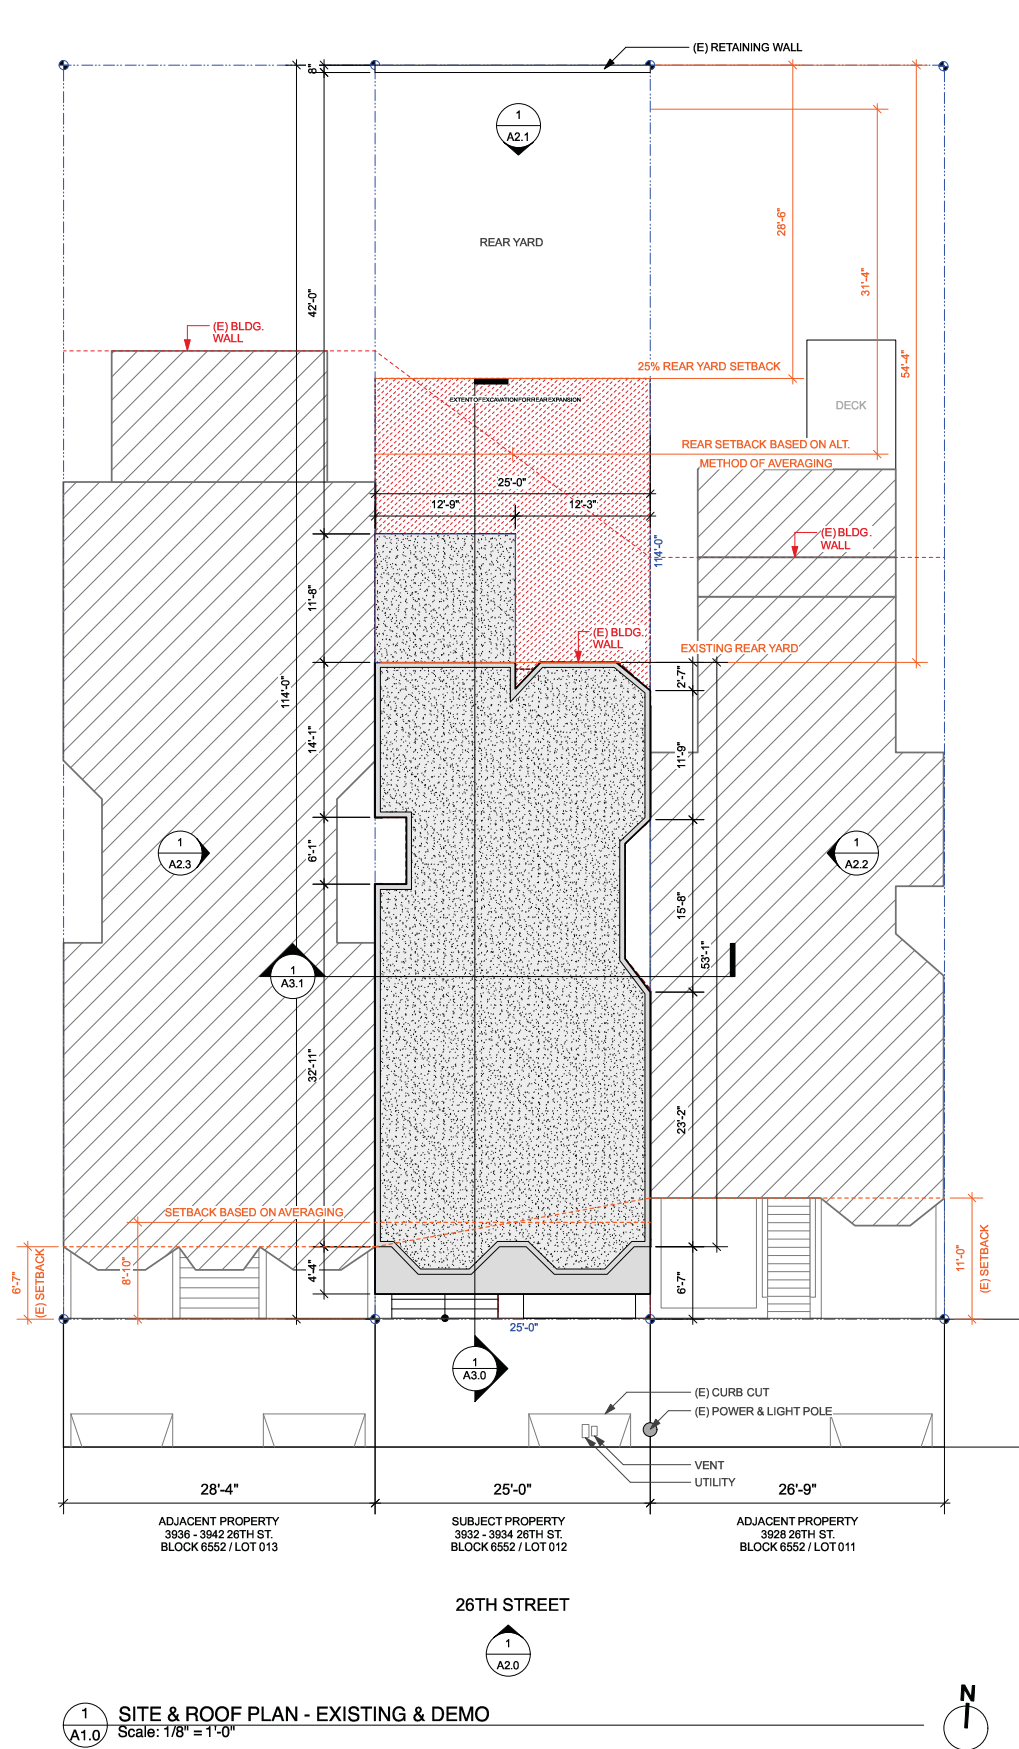 (E) RETAINING WALL
8"
1
A2.1
REAR YARD
28'-6"
31'-4"
42'-0"
(E) BLDG.
WALL
54'-4"
25% REAR YARD SETBACK
EXTENT OF EXCAVATION FOR REAR EXPANSION
DECK
REAR SETBACK BASED ON ALT.
METHOD OF AVERAGING
25'-0"
12'-9"
12'-3"
(E) BLDG.
WALL
114'-0"
11'-8"
(E) BLDG.
WALL
EXISTING REAR YARD
2'-7"
114'-0"
14'-1"
11'-9"
6'-1"
1
A2.3
1
A2.2
15'-8"
53'-1"
1
A3.1
32'-11"
23'-2"
SETBACK BASED ON AVERAGING
6'-7"
(E) SETBACK
8'-10"
4'-4"
6'-7"
11'-0"
(E) SETBACK
25'-0"
1
A3.0
(E) CURB CUT
(E) POWER & LIGHT POLE
VENT
UTILITY
28'-4"
25'-0"
26'-9"
ADJACENT PROPERTY
3936 - 3942 26TH ST.
BLOCK 6552 / LOT 013
SUBJECT PROPERTY
3932 - 3934 26TH ST.
BLOCK 6552 / LOT 012
ADJACENT PROPERTY
3928 26TH ST.
BLOCK 6552 / LOT 011
26TH STREET
1
A2.0
1
A1.0
SITE & ROOF PLAN - EXISTING & DEMO
Scale: 1/8" = 1'-0"
N